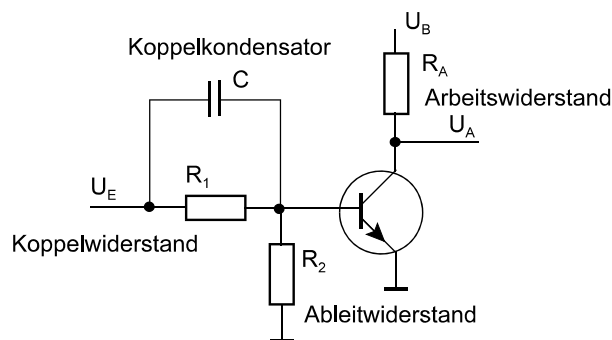 U_B
Koppelkondensator
R_A
C
Arbeitswiderstand
U_A
R_1
U_E
Koppelwiderstand
R_2
Ableitwiderstand